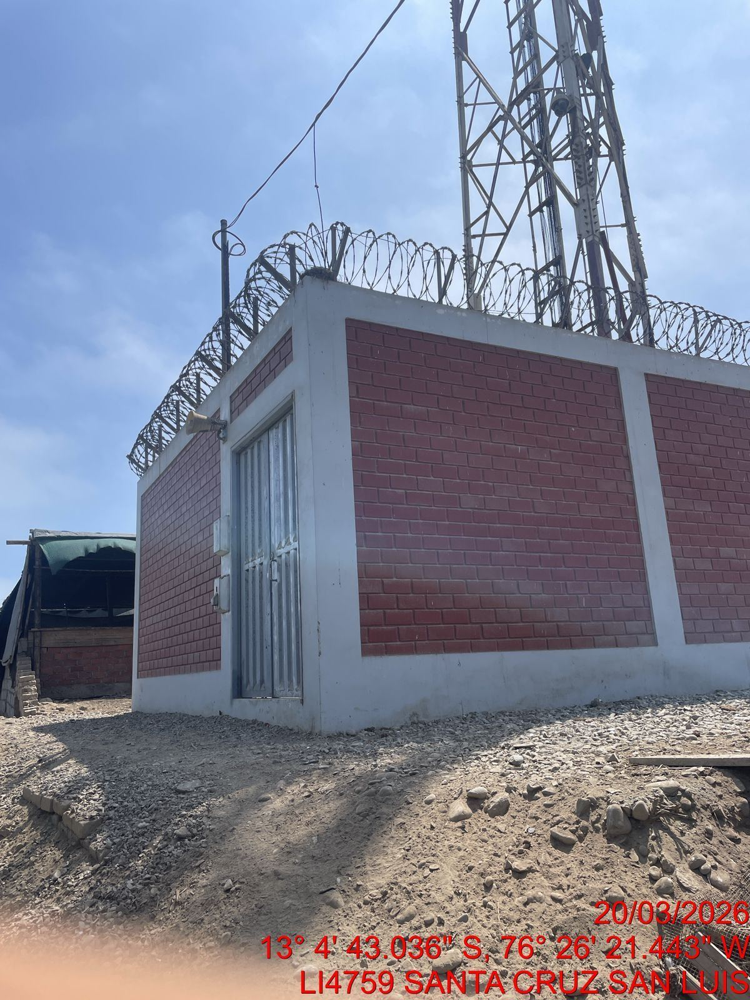 20/03/2026
13° 4' 43.036" S, 76° 26' 21.443" W
LI4759 SANTA CRUZ SAN LUIS